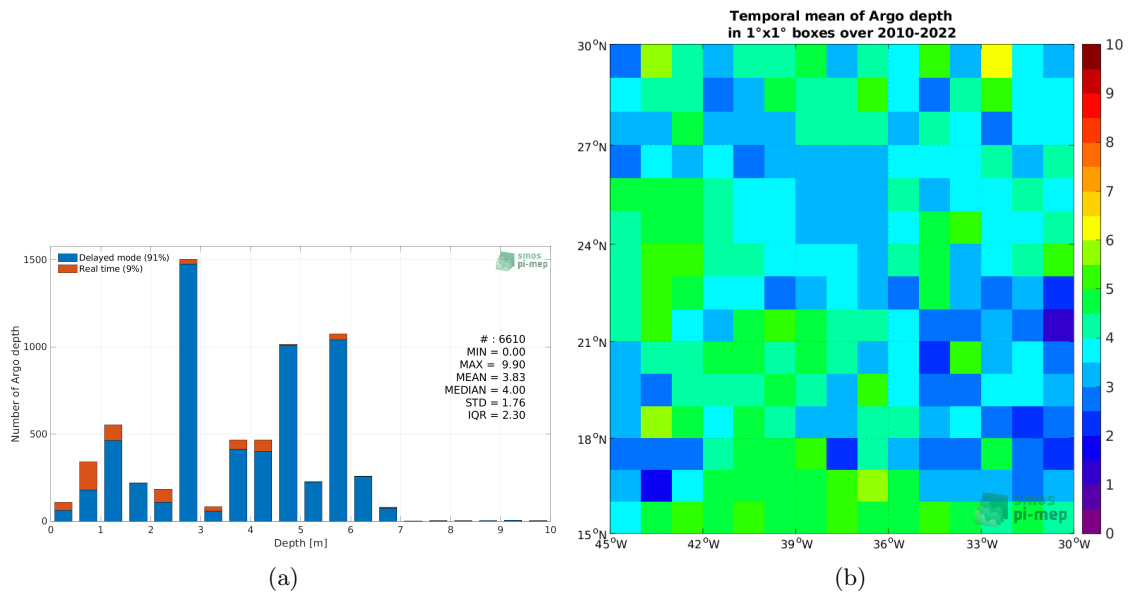 Delayed mode (91%)
Real time (9%)
smos
pi-mep
# : 6610
MIN = 0.00
MAX = 9.90
MEAN = 3.83
MEDIAN = 4.00
STD = 1.76
IQR = 2.30
Number of Argo depth
1500
1000
500
0
0 1 2 3 4 5 6 7 8 9 10
Depth [m]
(a)
Temporal mean of Argo depth
in 1°x1° boxes over 2010-2022
30°N
27°N
24°N
21°N
18°N
15°N
45°W 42°W 39°W 36°W 33°W 30°W
smos
pi-mep
10
9
8
7
6
5
4
3
2
1
0
(b)